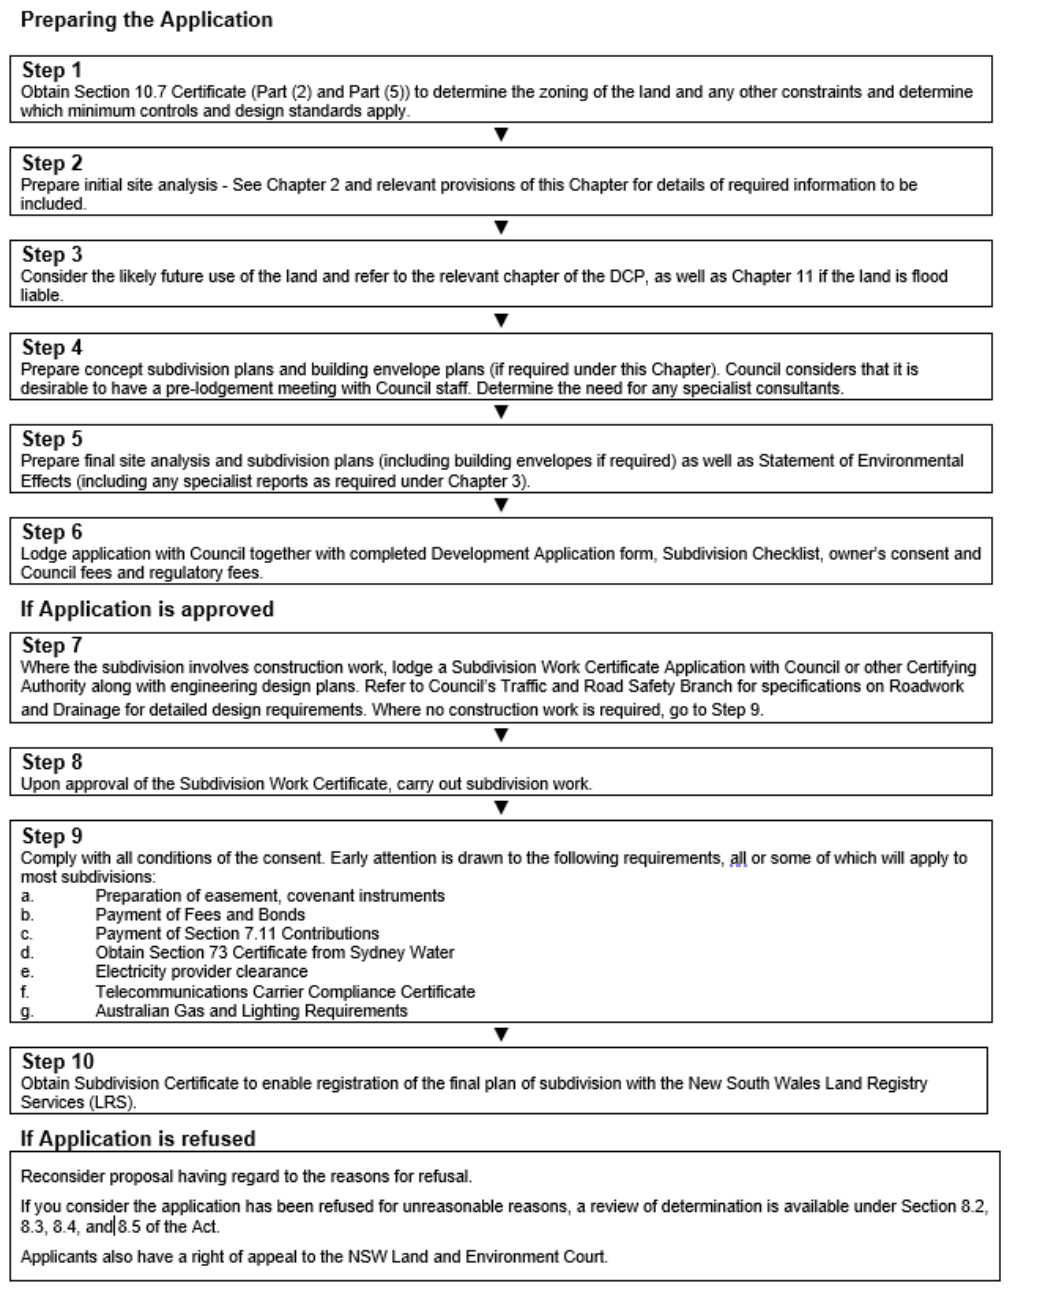 Preparing the Application
Step 1
Obtain Section 10.7 Certificate (Part (2) and Part (5)) to determine the zoning of the land and any other constraints and determine
which minimum controls and design standards apply.
Step 2
Prepare initial site analysis - See Chapter 2 and relevant provisions of this Chapter for details of required information to be
included.
Step 3
Consider the likely future use of the land and refer to the relevant chapter of the DCP, as well as Chapter 11 if the land is flood
liable.
Step 4
Prepare concept subdivision plans and building envelope plans (if required under this Chapter). Council considers that it is
desirable to have a pre-lodgement meeting with Council staff. Determine the need for any specialist consultants.
Step 5
Prepare final site analysis and subdivision plans (including building envelopes if required) as well as Statement of Environmental
Effects (including any specialist reports as required under Chapter 3).
Step 6
Lodge application with Council together with completed Development Application form, Subdivision Checklist, owner's consent and
Council fees and regulatory fees.
If Application is approved
Step 7
Where the subdivision involves construction work, lodge a Subdivision Work Certificate Application with Council or other Certifying
Authority along with engineering design plans. Refer to Council's Traffic and Road Safety Branch for specifications on Roadwork
and Drainage for detailed design requirements. Where no construction work is required, go to Step 9.
Step 8
Upon approval of the Subdivision Work Certificate, carry out subdivision work.
Step 9
Comply with all conditions of the consent. Early attention is drawn to the following requirements, all or some of which will apply to
most subdivisions:
a. Preparation of easement, covenant instruments
b. Payment of Fees and Bonds
c. Payment of Section 7.11 Contributions
d. Obtain Section 73 Certificate from Sydney Water
e. Electricity provider clearance
f. Telecommunications Carrier Compliance Certificate
g. Australian Gas and Lighting Requirements
Step 10
Obtain Subdivision Certificate to enable registration of the final plan of subdivision with the New South Wales Land Registry
Services (LRS).
If Application is refused
Reconsider proposal having regard to the reasons for refusal.
If you consider the application has been refused for unreasonable reasons, a review of determination is available under Section 8.2,
8.3, 8.4, and 8.5 of the Act.
Applicants also have a right of appeal to the NSW Land and Environment Court.